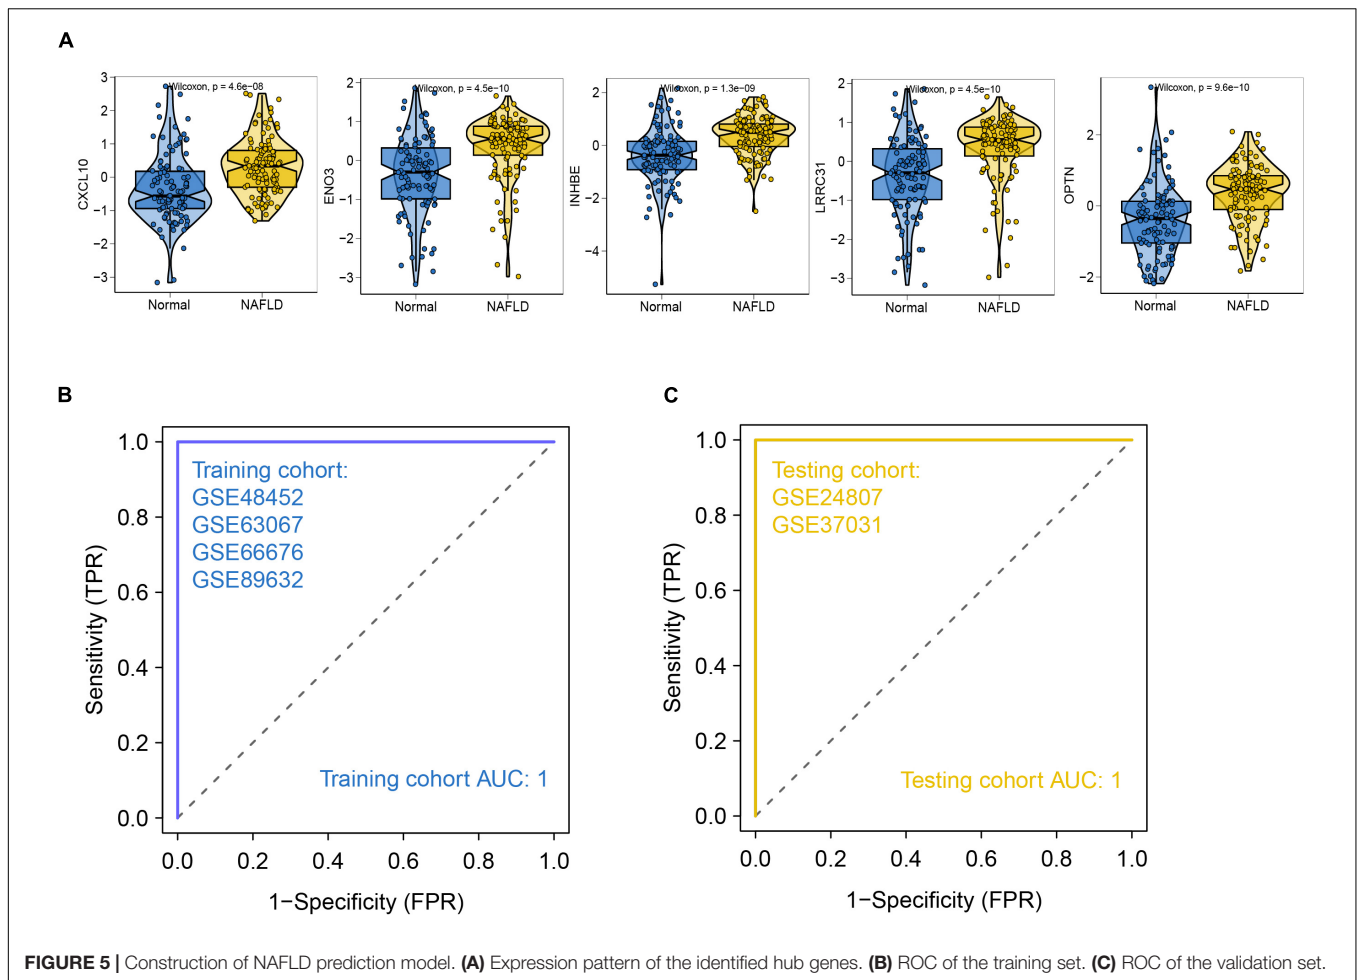 A
Wilcoxon, p = 4.6e−08
CXCL10
3
2
1
0
−1
−2
−3
Normal NAFLD
Wilcoxon, p = 4.5e−10
ENO3
2
1
0
−1
−2
−3
Normal NAFLD
Wilcoxon, p = 1.3e−09
INHBE
2
0
−2
−4
Normal NAFLD
Wilcoxon, p = 4.5e−10
LRRC31
2
1
0
−1
−2
−3
Normal NAFLD
Wilcoxon, p = 9.6e−10
OPTN
2
0
−2
Normal NAFLD
B
Sensitivity (TPR)
1.0
0.8
0.6
0.4
0.2
0.0
Training cohort:
GSE48452
GSE63067
GSE66676
GSE89632
Training cohort AUC: 1
0.0 0.2 0.4 0.6 0.8 1.0
1−Specificity (FPR)
C
Sensitivity (TPR)
1.0
0.8
0.6
0.4
0.2
0.0
Testing cohort:
GSE24807
GSE37031
Testing cohort AUC: 1
0.0 0.2 0.4 0.6 0.8 1.0
1−Specificity (FPR)
FIGURE 5 | Construction of NAFLD prediction model. (A) Expression pattern of the identified hub genes. (B) ROC of the training set. (C) ROC of the validation set.